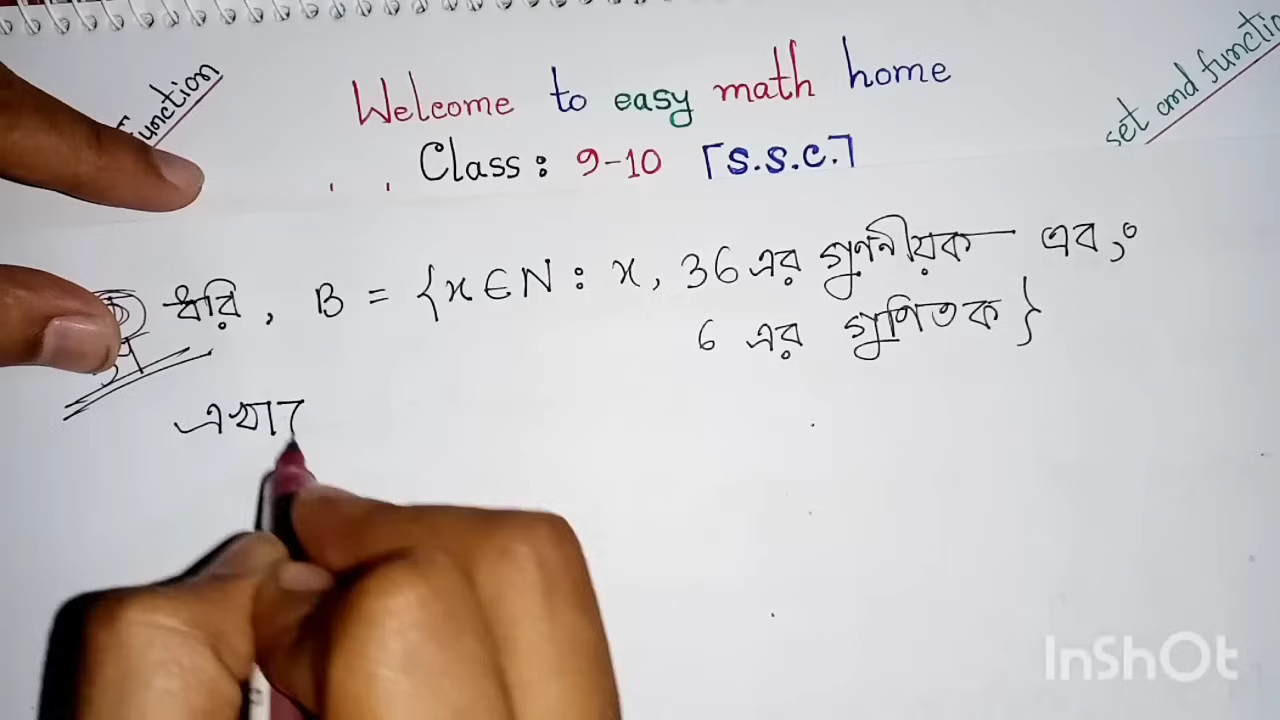 Function
set and function
Welcome to easy math home
Class: 9-10 [S.S.C.]
ধরি, B = {x∈N : x, 36 এর গুণনীয়ক এবং
6 এর গুণিতক}
এখা
InShOt